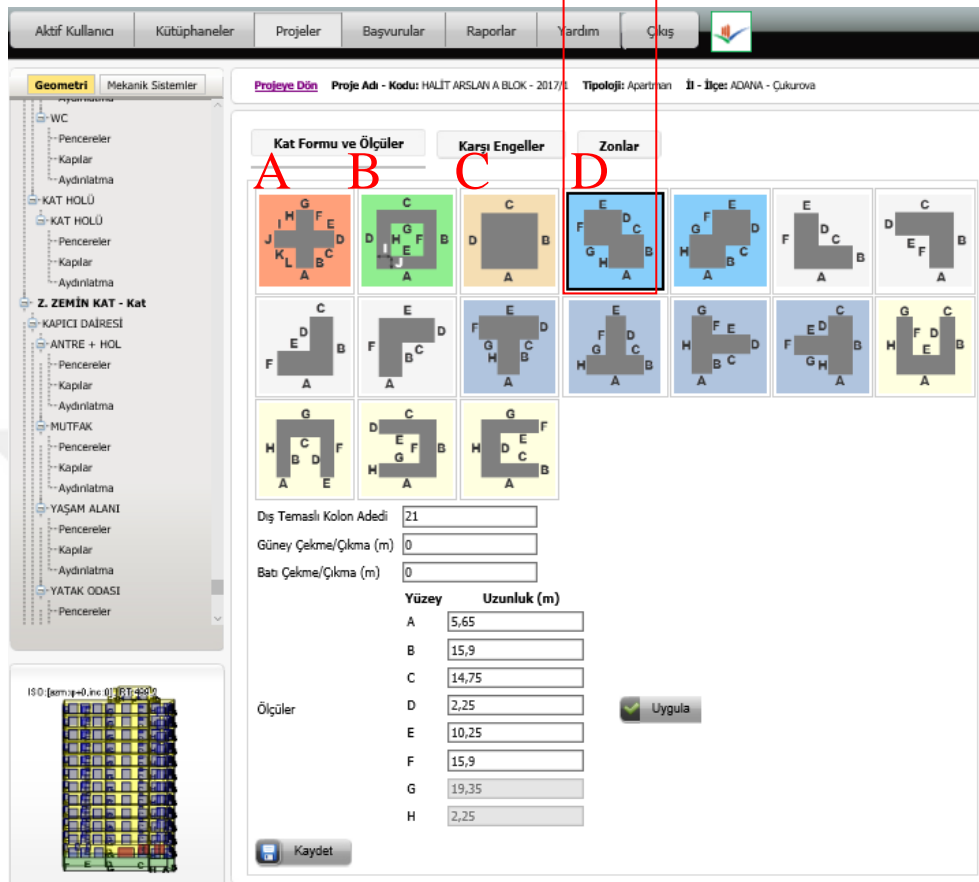 Aktif Kullanıcı Kütüphaneler Projeler Başvurular Raporlar Yardım Çıkış
Geometri Mekanik Sistemler
Projeye Dön Proje Adı - Kodu: HALİT ARSLAN A BLOK - 2017/1 Tipoloji: Apartman İl - İlçe: ADANA - Çukurova
Aydınlatma
WC
Pencereler
Kapılar
Aydınlatma
KAT HOLÜ
KAT HOLÜ
Pencereler
Kapılar
Aydınlatma
Z. ZEMİN KAT - Kat
KAPICI DAİRESİ
ANTRE + HOL
Pencereler
Kapılar
Aydınlatma
MUTFAK
Pencereler
Kapılar
Aydınlatma
YAŞAM ALANI
Pencereler
Kapılar
Aydınlatma
YATAK ODASI
Pencereler
Kat Formu ve Ölçüler Karşı Engeller Zonlar
A B C D
G H F I E J D K C L B A
C G D H F B E I J A
C D B A
E D F C G B H A
E F D G C H B A
E D F C B A
C D E F B A
C D E B F A
E D F C B A
E F D G C H B A
E F D G C H B A
G F E H D B C A
E D C F B G H A
G C F D H B E A
G C H F B D A E
C D E F B G H A
G F E H D C B A
Dış Temaslı Kolon Adedi 21
Güney Çekme/Çıkma (m) 0
Batı Çekme/Çıkma (m) 0
Yüzey Uzunluk (m)
A 5,65
B 15,9
C 14,75
Ölçüler D 2,25 Uygula
E 10,25
F 15,9
G 19,35
H 2,25
Kaydet